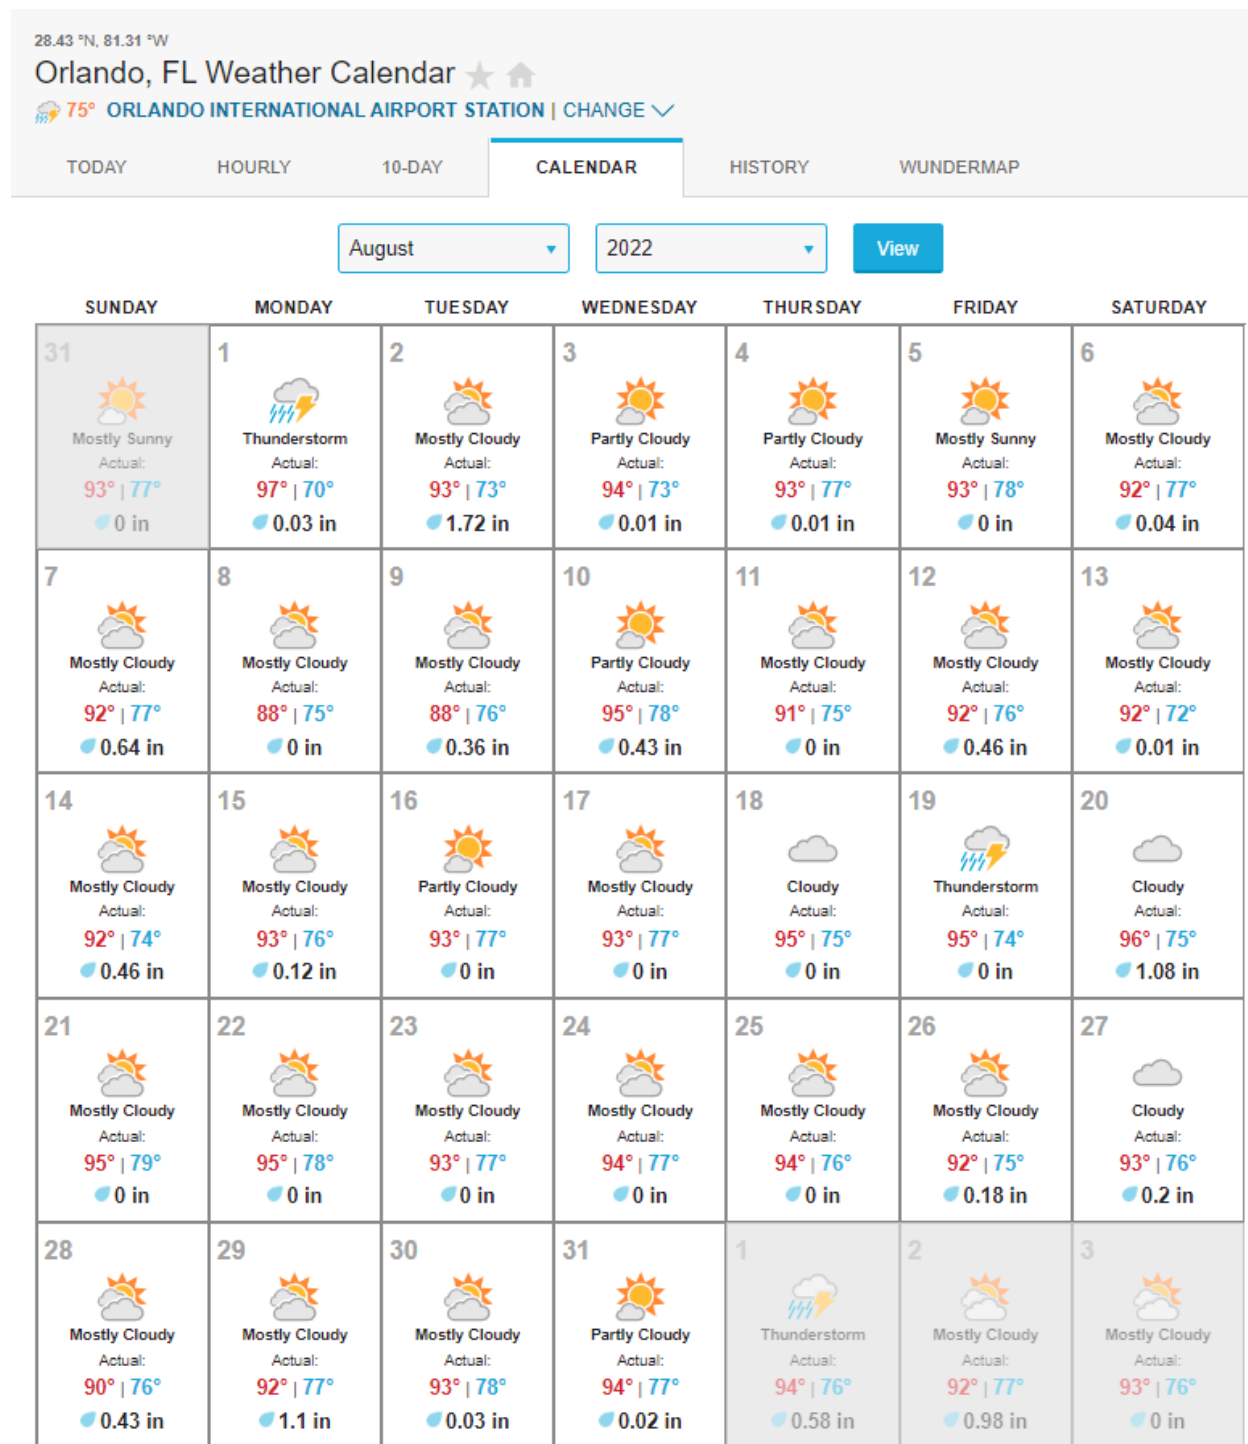 28.43 °N, 81.31 °W
Orlando, FL Weather Calendar
75° ORLANDO INTERNATIONAL AIRPORT STATION | CHANGE
TODAY HOURLY 10-DAY CALENDAR HISTORY WUNDERMAP
August 2022 View
SUNDAY MONDAY TUESDAY WEDNESDAY THURSDAY FRIDAY SATURDAY
31 1 2 3 4 5 6
Mostly Sunny Thunderstorm Mostly Cloudy Partly Cloudy Partly Cloudy Mostly Sunny Mostly Cloudy
Actual: Actual: Actual: Actual: Actual: Actual: Actual:
93° | 77° 97° | 70° 93° | 73° 94° | 73° 93° | 77° 93° | 78° 92° | 77°
0 in 0.03 in 1.72 in 0.01 in 0.01 in 0 in 0.04 in
7 8 9 10 11 12 13
Mostly Cloudy Mostly Cloudy Mostly Cloudy Partly Cloudy Mostly Cloudy Mostly Cloudy Mostly Cloudy
Actual: Actual: Actual: Actual: Actual: Actual: Actual:
92° | 77° 88° | 75° 88° | 76° 95° | 78° 91° | 75° 92° | 76° 92° | 72°
0.64 in 0 in 0.36 in 0.43 in 0 in 0.46 in 0.01 in
14 15 16 17 18 19 20
Mostly Cloudy Mostly Cloudy Partly Cloudy Mostly Cloudy Cloudy Thunderstorm Cloudy
Actual: Actual: Actual: Actual: Actual: Actual: Actual:
92° | 74° 93° | 76° 93° | 77° 93° | 77° 95° | 75° 95° | 74° 96° | 75°
0.46 in 0.12 in 0 in 0 in 0 in 0 in 1.08 in
21 22 23 24 25 26 27
Mostly Cloudy Mostly Cloudy Mostly Cloudy Mostly Cloudy Mostly Cloudy Mostly Cloudy Cloudy
Actual: Actual: Actual: Actual: Actual: Actual: Actual:
95° | 79° 95° | 78° 93° | 77° 94° | 77° 94° | 76° 92° | 75° 93° | 76°
0 in 0 in 0 in 0 in 0 in 0.18 in 0.2 in
28 29 30 31 1 2 3
Mostly Cloudy Mostly Cloudy Mostly Cloudy Partly Cloudy Thunderstorm Mostly Cloudy Mostly Cloudy
Actual: Actual: Actual: Actual: Actual: Actual: Actual:
90° | 76° 92° | 77° 93° | 78° 94° | 77° 94° | 76° 92° | 77° 93° | 76°
0.43 in 1.1 in 0.03 in 0.02 in 0.58 in 0.98 in 0 in